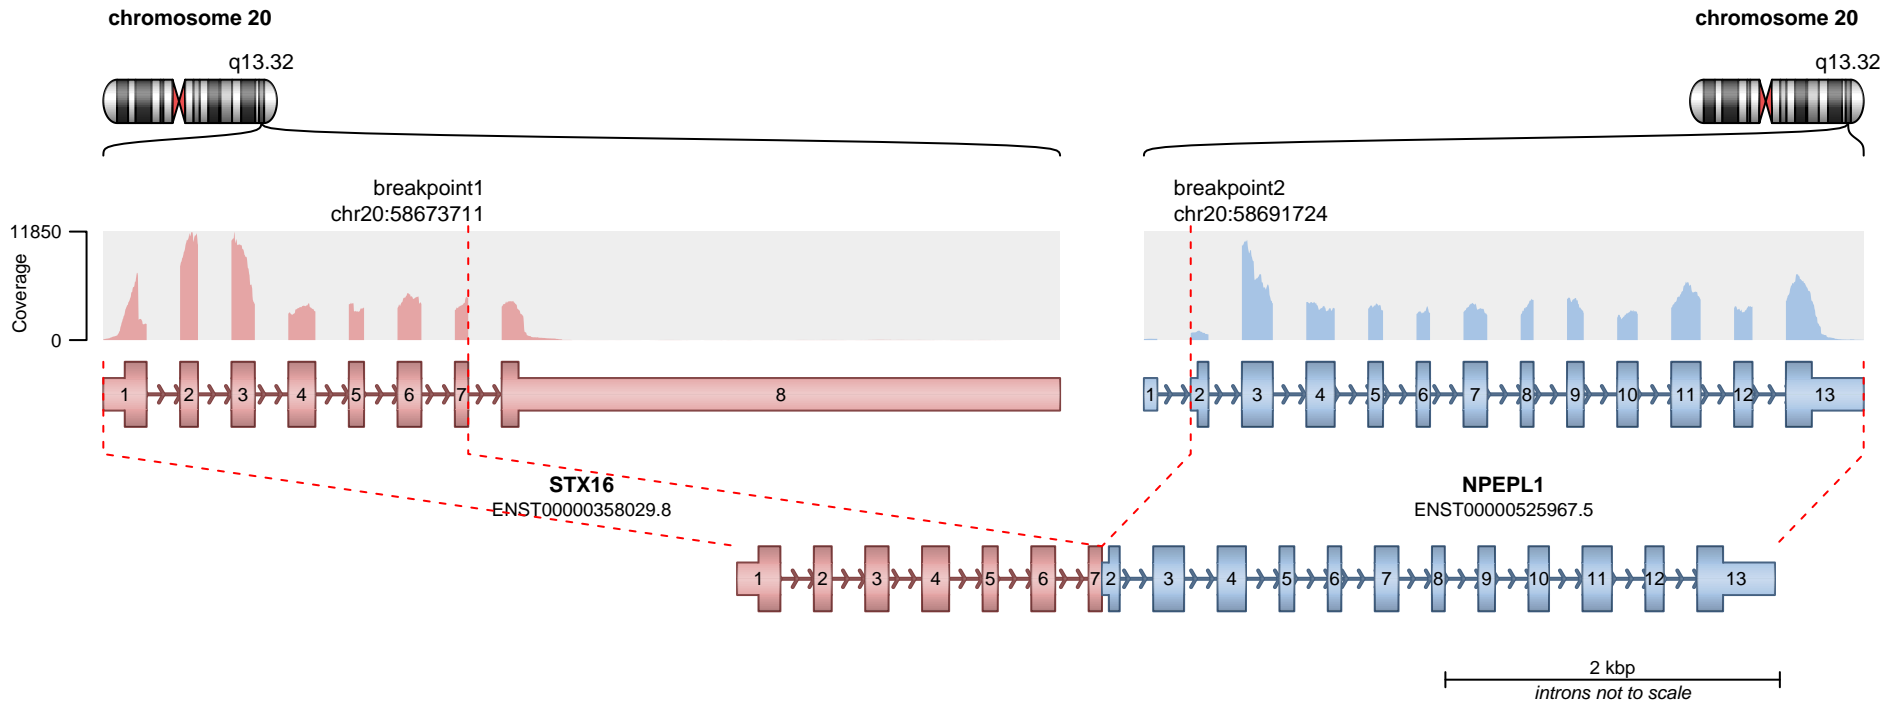 chromosome 20
chromosome 20
q13.32
q13.32
breakpoint1
chr20:58673711
breakpoint2
chr20:58691724
11850
Coverage
0
1 2 3 4 5 6 7 8
1 2 3 4 5 6 7 8 9 10 11 12 13
STX16
ENST00000358029.8
NPEPL1
ENST00000525967.5
1 2 3 4 5 6 7 2 3 4 5 6 7 8 9 10 11 12 13
2 kbp
introns not to scale